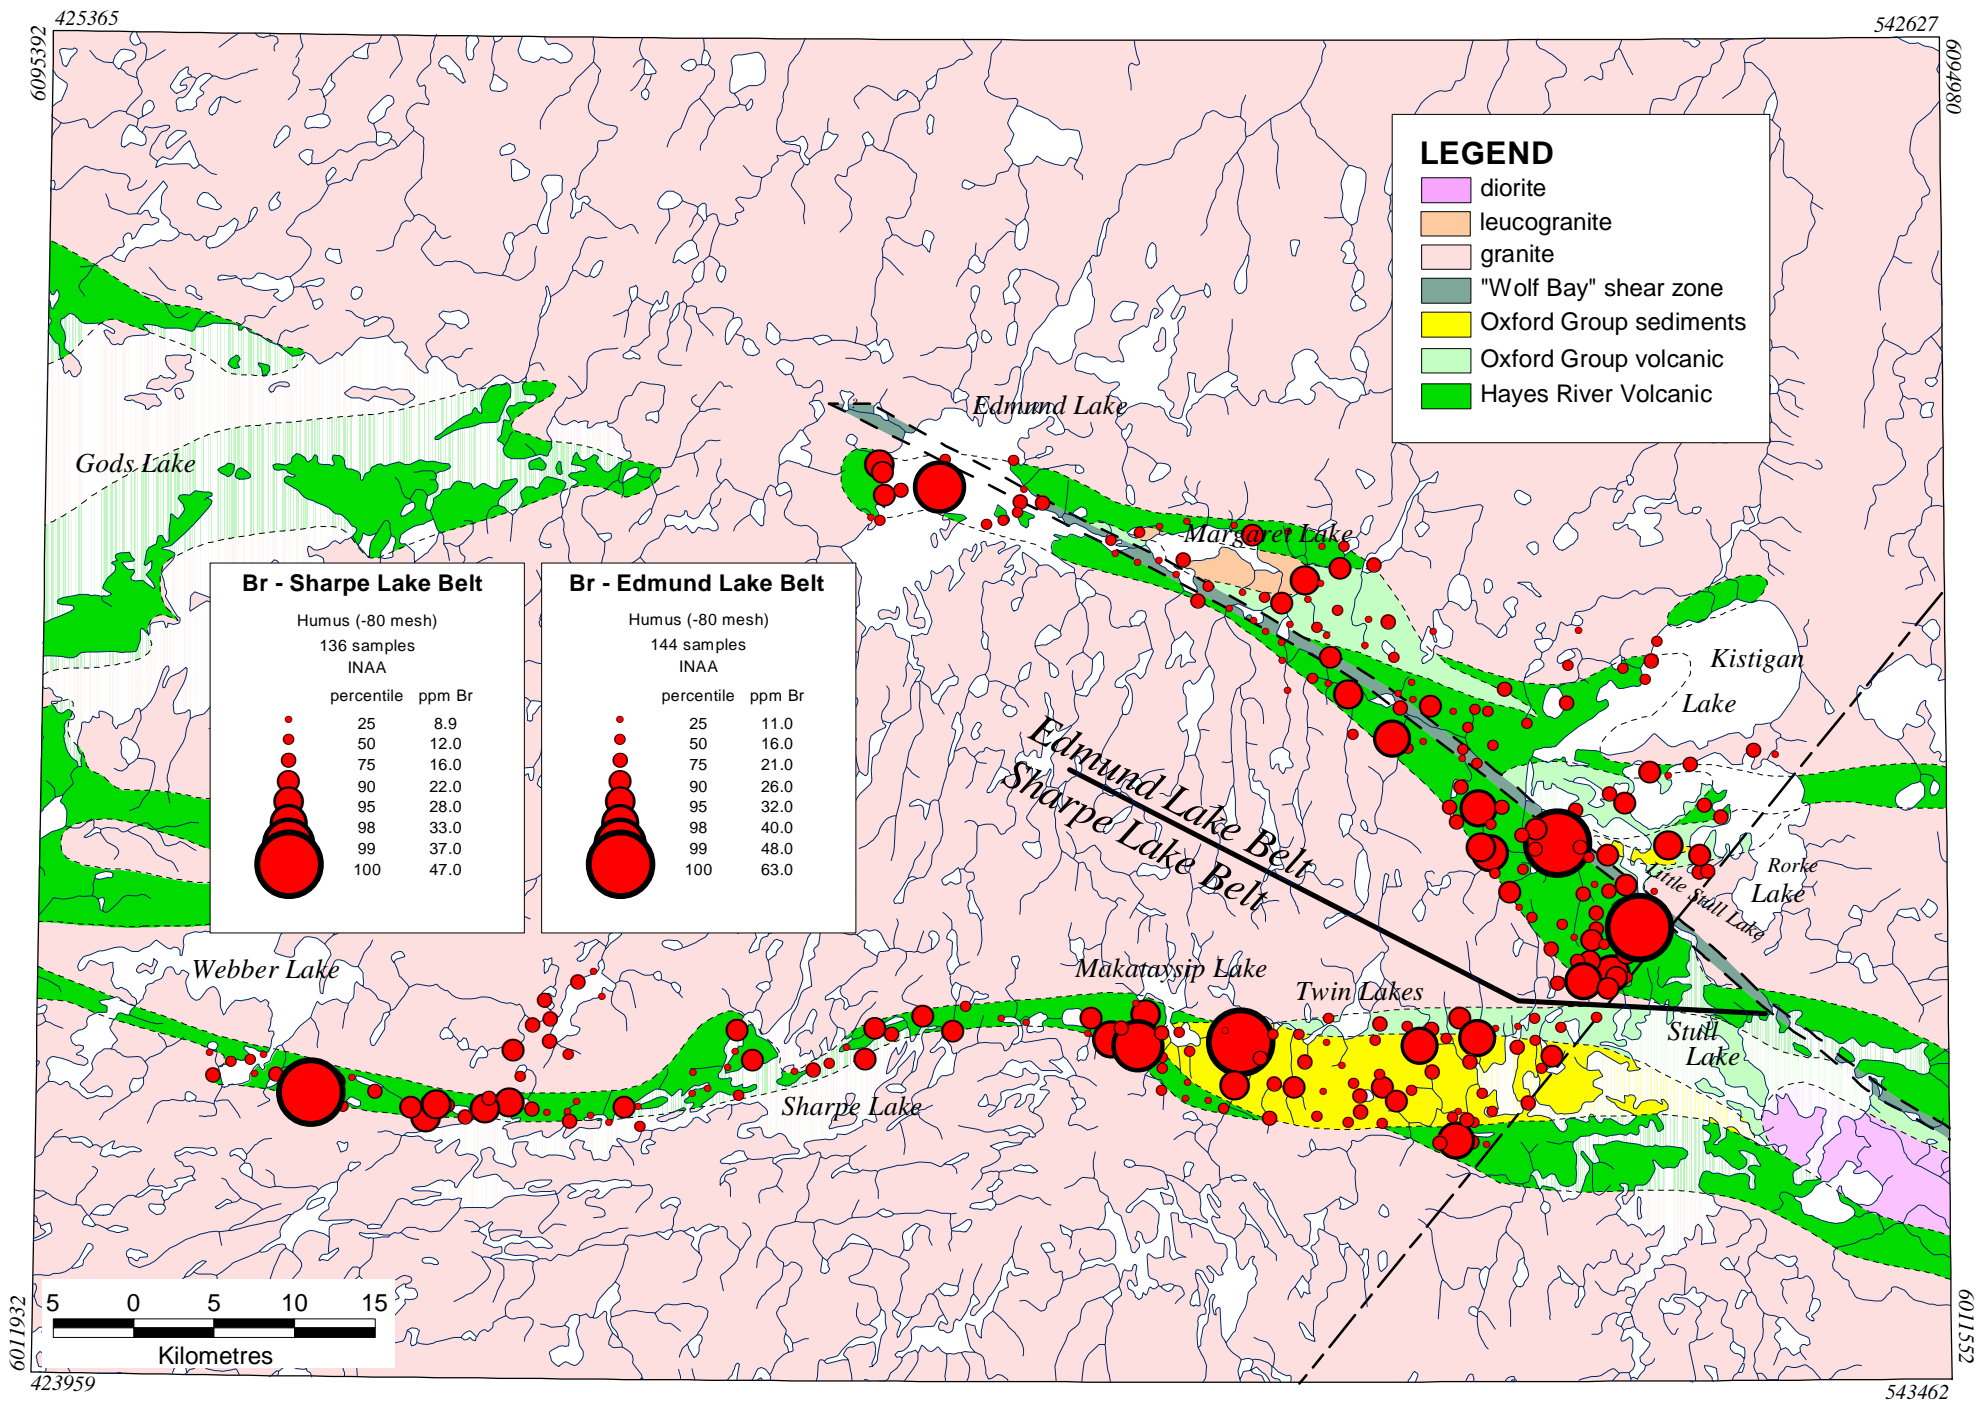 425365
542627
6095392
6094980
LEGEND
diorite
leucogranite
granite
"Wolf Bay" shear zone
Oxford Group sediments
Oxford Group volcanic
Hayes River Volcanic
Edmund Lake
Gods Lake
Margaret Lake
Kistigan
Lake
Br - Sharpe Lake Belt
Humus (-80 mesh)
136 samples
INAA
percentile ppm Br
25 8.9
50 12.0
75 16.0
90 22.0
95 28.0
98 33.0
99 37.0
100 47.0
Br - Edmund Lake Belt
Humus (-80 mesh)
144 samples
INAA
percentile ppm Br
25 11.0
50 16.0
75 21.0
90 26.0
95 32.0
98 40.0
99 48.0
100 63.0
Edmund Lake Belt
Sharpe Lake Belt
Rorke
Lake
Little Stull Lake
Webber Lake
Makataysip Lake
Twin Lakes
Stull
Lake
Sharpe Lake
5 0 5 10 15
Kilometres
6011932
423959
6011552
543462